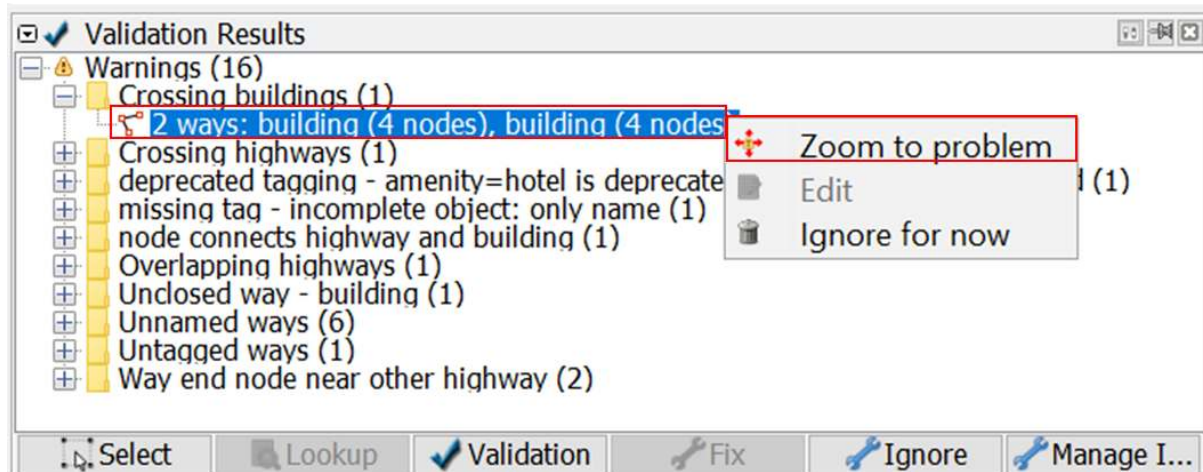 Validation Results
Warnings (16)
Crossing buildings (1)
2 ways: building (4 nodes), building (4 nodes
Zoom to problem
Crossing highways (1)
deprecated tagging - amenity=hotel is deprecate
(1)
Edit
missing tag - incomplete object: only name (1)
Ignore for now
node connects highway and building (1)
Overlapping highways (1)
Unclosed way - building (1)
Unnamed ways (6)
Untagged ways (1)
Way end node near other highway (2)
Select Lookup Validation Fix Ignore Manage I...